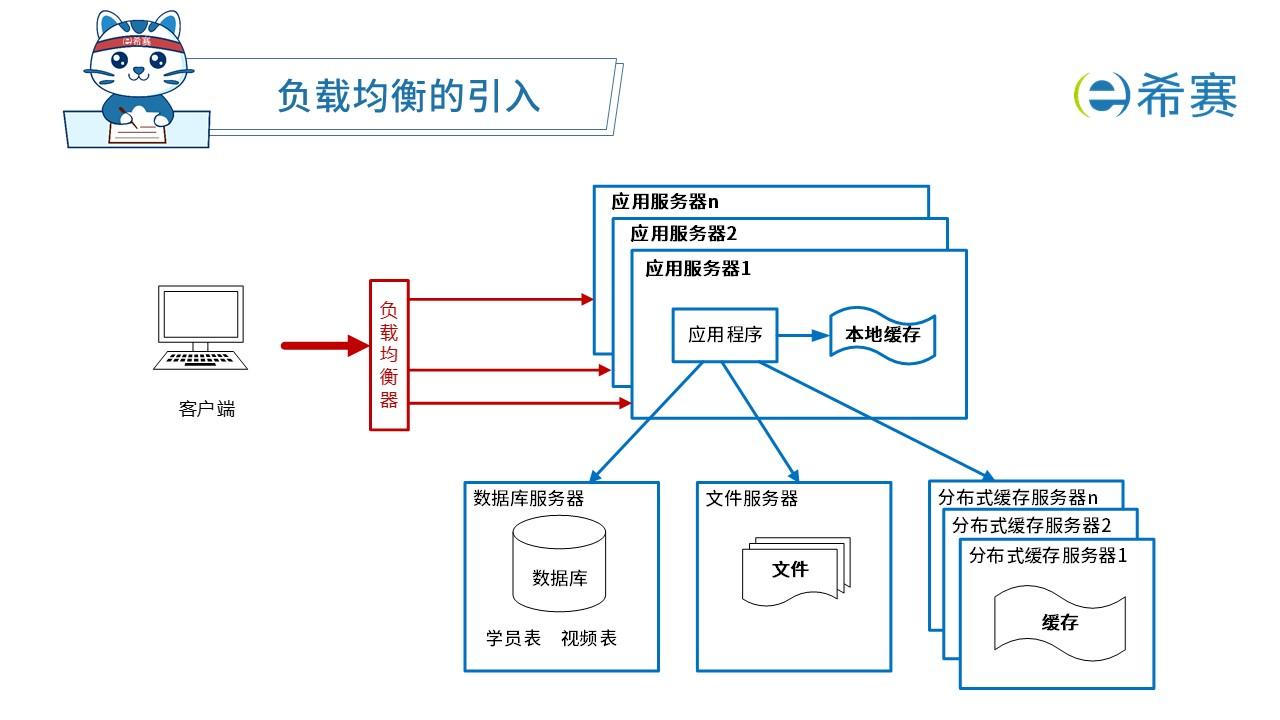 希赛
负载均衡的引入
希赛
应用服务器n
应用服务器2
应用服务器1
应用程序
本地缓存
负载均衡器
客户端
数据库服务器
数据库
学员表 视频表
文件服务器
文件
分布式缓存服务器n
分布式缓存服务器2
分布式缓存服务器1
缓存